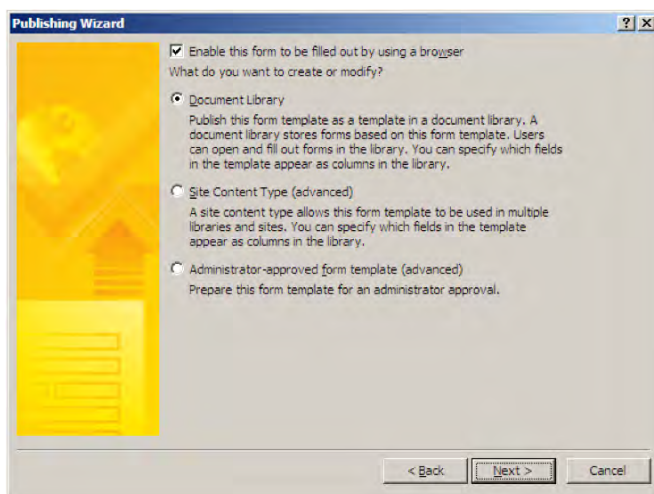 Publishing Wizard
Enable this form to be filled out by using a browser
What do you want to create or modify?
Document Library
Publish this form template as a template in a document library. A
document library stores forms based on this form template. Users
can open and fill out forms in the library. You can specify which fields
in the template appear as columns in the library.
Site Content Type (advanced)
A site content type allows this form template to be used in multiple
libraries and sites. You can specify which fields in the template
appear as columns in the library.
Administrator-approved form template (advanced)
Prepare this form template for an administrator approval.
< Back Next > Cancel